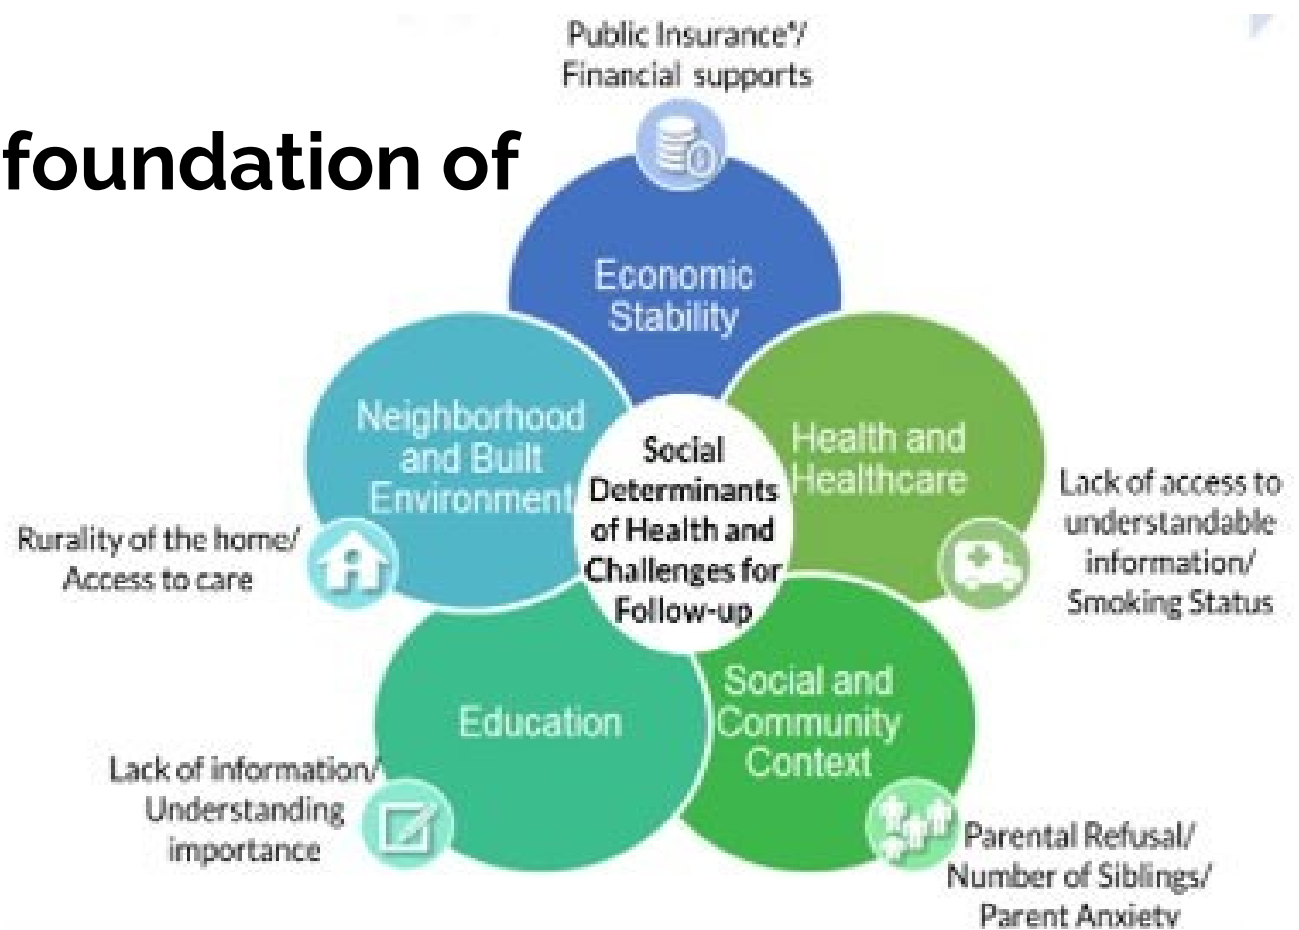 Public Insurance*/
Financial supports
foundation of
Economic
Stability
Neighborhood
and Built
Environment
Health and
Healthcare
Social
Determinants
of Health and
Challenges for
Follow-up
Rurality of the home/
Access to care
Lack of access to
understandable
information/
Smoking Status
Education
Social and
Community
Context
Lack of information/
Understanding
importance
Parental Refusal/
Number of Siblings/
Parent Anxiety